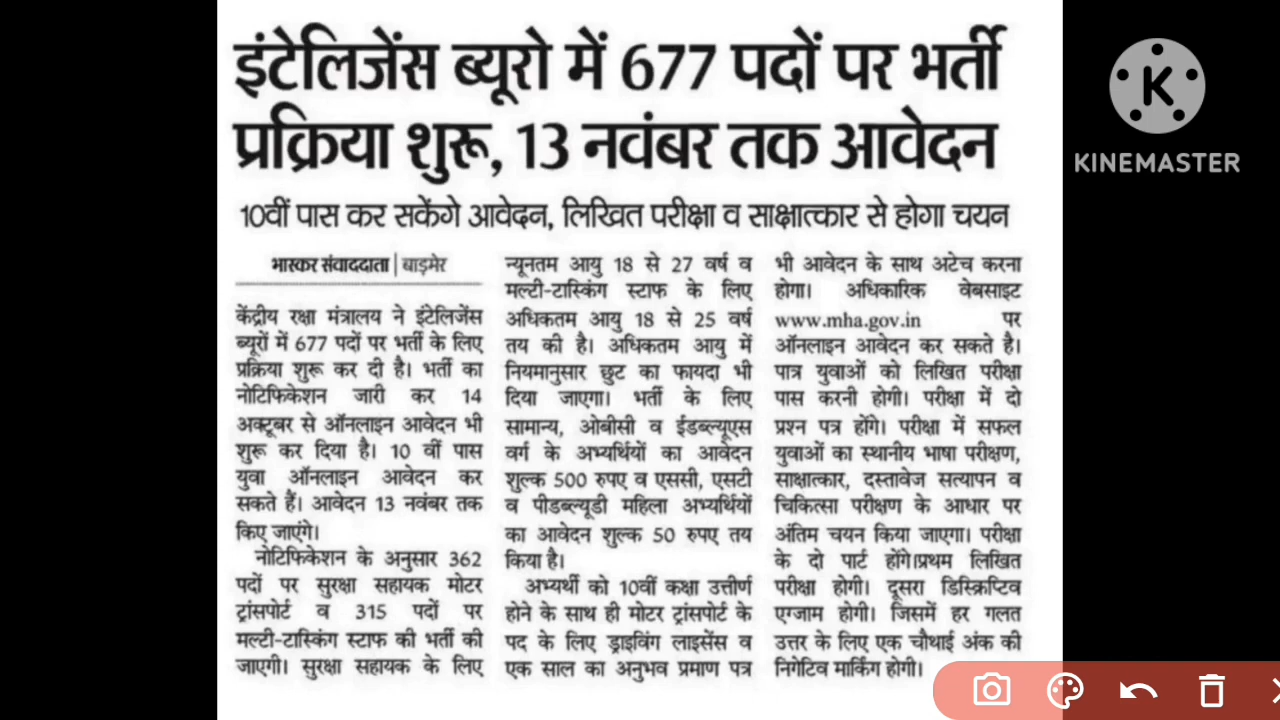 इंटेलिजेंस ब्यूरो में 677 पदों पर भर्ती
प्रक्रिया शुरू, 13 नवंबर तक आवेदन
10वीं पास कर सकेंगे आवेदन, लिखित परीक्षा व साक्षात्कार से होगा चयन
भास्कर संवाददाता | बाड़मेर
केंद्रीय रक्षा मंत्रालय ने इंटेलिजेंस
ब्यूरों में 677 पदों पर भर्ती के लिए
प्रक्रिया शुरू कर दी है। भर्ती का
नोटिफिकेशन जारी कर 14
अक्टूबर से ऑनलाइन आवेदन भी
शुरू कर दिया है। 10 वीं पास
युवा ऑनलाइन आवेदन कर
सकते हैं। आवेदन 13 नवंबर तक
किए जाएंगे।
नोटिफिकेशन के अनुसार 362
पदों पर सुरक्षा सहायक मोटर
ट्रांसपोर्ट व 315 पदों पर
मल्टी-टास्किंग स्टाफ की भर्ती की
जाएगी। सुरक्षा सहायक के लिए
न्यूनतम आयु 18 से 27 वर्ष व
मल्टी-टास्किंग स्टाफ के लिए
अधिकतम आयु 18 से 25 वर्ष
तय की है। अधिकतम आयु में
नियमानुसार छुट का फायदा भी
दिया जाएगा। भर्ती के लिए
सामान्य, ओबीसी व ईडब्ल्यूएस
वर्ग के अभ्यर्थियों का आवेदन
शुल्क 500 रुपए व एससी, एसटी
व पीडब्ल्यूडी महिला अभ्यर्थियों
का आवेदन शुल्क 50 रुपए तय
किया है।
अभ्यर्थी को 10वीं कक्षा उत्तीर्ण
होने के साथ ही मोटर ट्रांसपोर्ट के
पद के लिए ड्राइविंग लाइसेंस व
एक साल का अनुभव प्रमाण पत्र
भी आवेदन के साथ अटेच करना
होगा। अधिकारिक वेबसाइट
www.mha.gov.in पर
ऑनलाइन आवेदन कर सकते है।
पात्र युवाओं को लिखित परीक्षा
पास करनी होगी। परीक्षा में दो
प्रश्न पत्र होंगे। परीक्षा में सफल
युवाओं का स्थानीय भाषा परीक्षण,
साक्षात्कार, दस्तावेज सत्यापन व
चिकित्सा परीक्षण के आधार पर
अंतिम चयन किया जाएगा। परीक्षा
के दो पार्ट होंगे।प्रथम लिखित
परीक्षा होगी। दूसरा डिस्क्रिप्टिव
एग्जाम होगी। जिसमें हर गलत
उत्तर के लिए एक चौथाई अंक की
निगेटिव मार्किंग होगी।
K
KINEMASTER